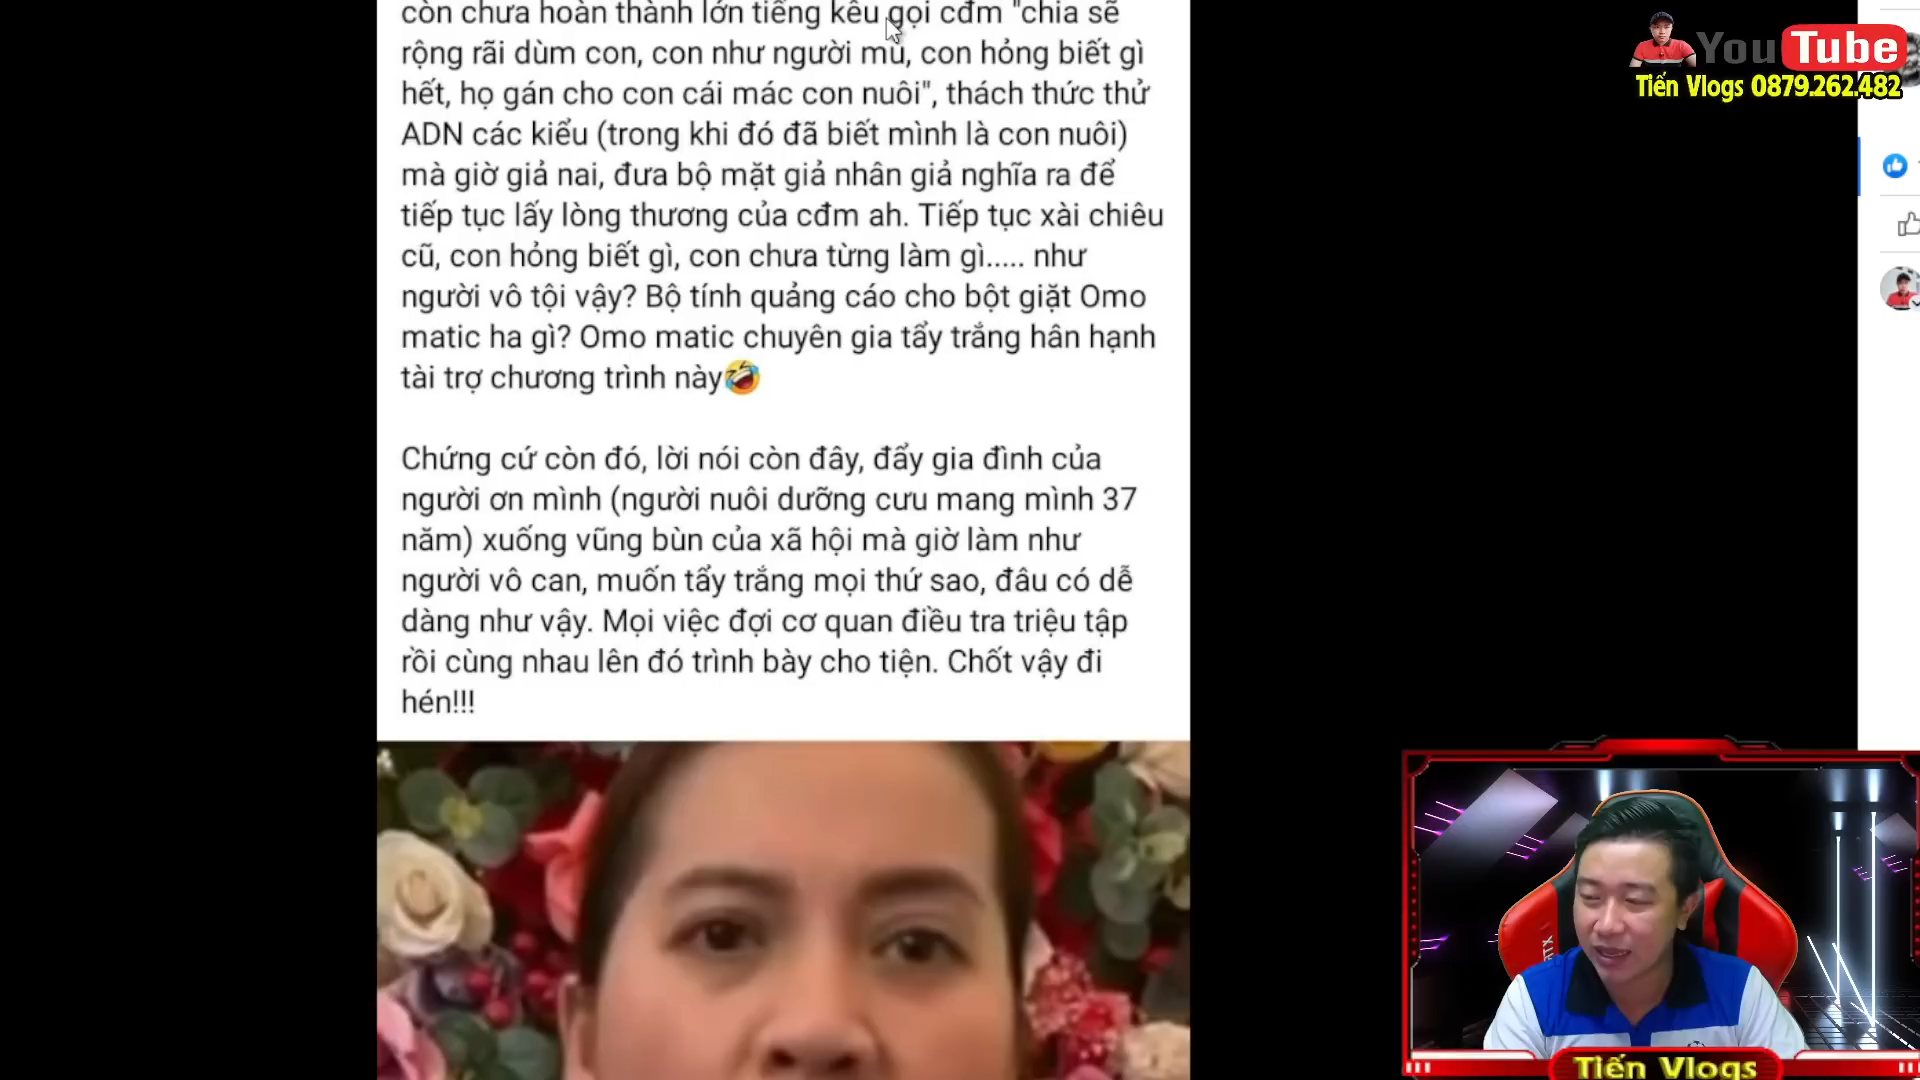 còn chưa hoàn thành lớn tiếng kêu gọi cđm "chia sẽ
rộng rãi dùm con, con như người mù, con hỏng biết gì
hết, họ gán cho con cái mác con nuôi", thách thức thử
ADN các kiểu (trong khi đó đã biết mình là con nuôi)
mà giờ giả nai, đưa bộ mặt giả nhân giả nghĩa ra để
tiếp tục lấy lòng thương của cđm ah. Tiếp tục xài chiêu
cũ, con hỏng biết gì, con chưa từng làm gì..... như
người vô tội vậy? Bộ tính quảng cáo cho bột giặt Omo
matic ha gì? Omo matic chuyên gia tẩy trắng hân hạnh
tài trợ chương trình này🤣
Chứng cứ còn đó, lời nói còn đây, đẩy gia đình của
người ơn mình (người nuôi dưỡng cưu mang mình 37
năm) xuống vũng bùn của xã hội mà giờ làm như
người vô can, muốn tẩy trắng mọi thứ sao, đâu có dễ
dàng như vậy. Mọi việc đợi cơ quan điều tra triệu tập
rồi cùng nhau lên đó trình bày cho tiện. Chốt vậy đi
hén!!!
YouTube
Tiến Vlogs 0879.262.482
Tiến Vlogs